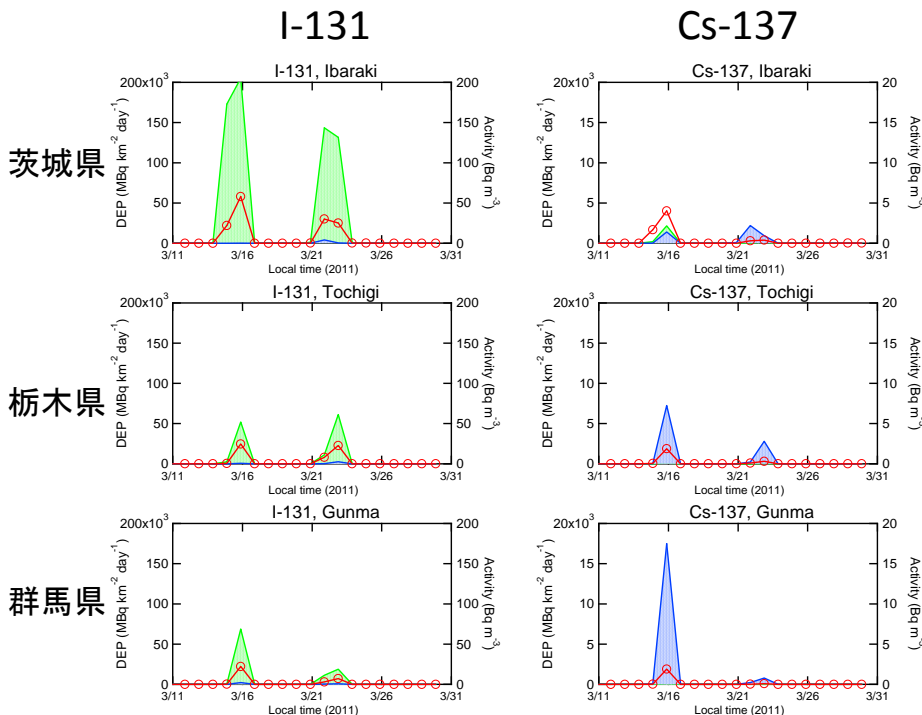 I-131
Cs-137
茨城県
I-131, Ibaraki
200x10³
150
100
50
0
DEP (MBq km⁻² day⁻¹)
200
150
100
50
0
Activity (Bq m⁻³)
3/11
3/16
3/21
3/26
3/31
Local time (2011)
Cs-137, Ibaraki
20x10³
15
10
5
0
DEP (MBq km⁻² day⁻¹)
20
15
10
5
0
Activity (Bq m⁻³)
3/11
3/16
3/21
3/26
3/31
Local time (2011)
栃木県
I-131, Tochigi
200x10³
150
100
50
0
DEP (MBq km⁻² day⁻¹)
200
150
100
50
0
Activity (Bq m⁻³)
3/11
3/16
3/21
3/26
3/31
Local time (2011)
Cs-137, Tochigi
20x10³
15
10
5
0
DEP (MBq km⁻² day⁻¹)
20
15
10
5
0
Activity (Bq m⁻³)
3/11
3/16
3/21
3/26
3/31
Local time (2011)
群馬県
I-131, Gunma
200x10³
150
100
50
0
DEP (MBq km⁻² day⁻¹)
200
150
100
50
0
Activity (Bq m⁻³)
3/11
3/16
3/21
3/26
3/31
Local time (2011)
Cs-137, Gunma
20x10³
15
10
5
0
DEP (MBq km⁻² day⁻¹)
20
15
10
5
0
Activity (Bq m⁻³)
3/11
3/16
3/21
3/26
3/31
Local time (2011)